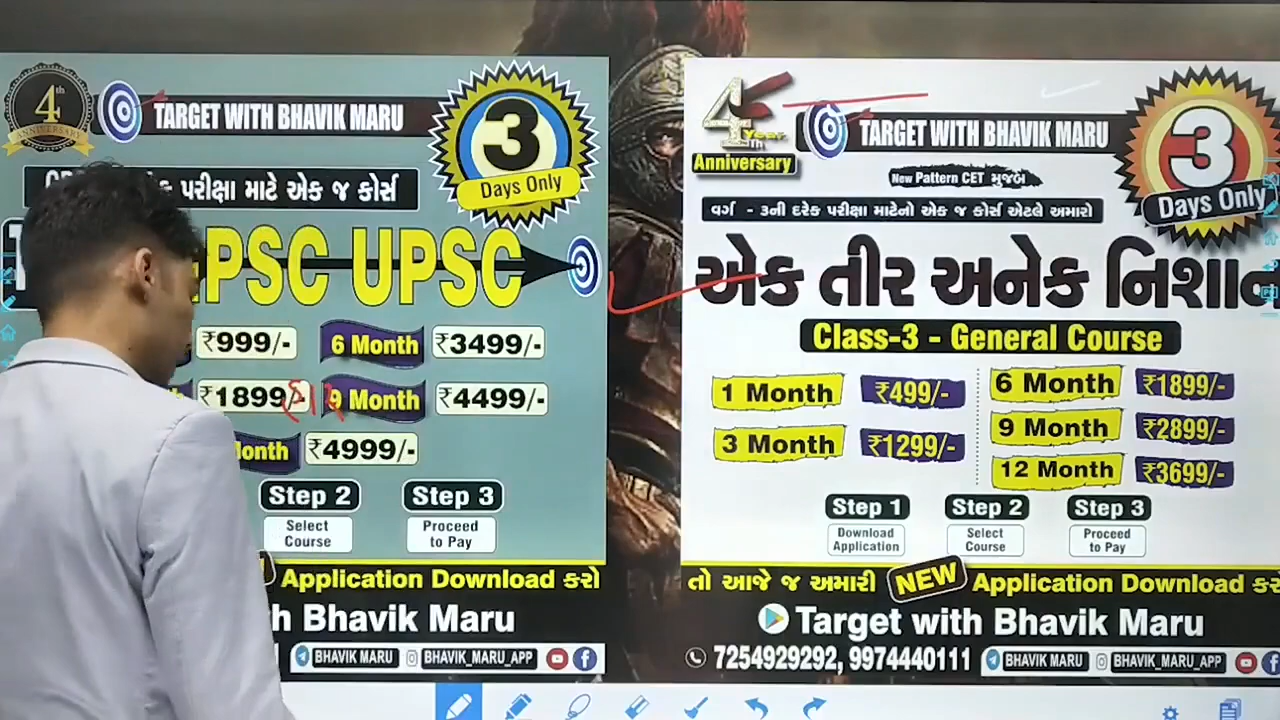 4th
ANNIVERSARY
TARGET WITH BHAVIK MARU
3
Days Only
પરીક્ષા માટે એક જ કોર્સ
GPSC UPSC
₹999/-
6 Month
₹3499/-
₹1899/-
9 Month
₹4499/-
₹4999/-
Step 2
Step 3
Select
Course
Proceed
to Pay
Application Download કરો
Bhavik Maru
BHAVIK MARU
BHAVIK_MARU_APP
4
Year
Th
Anniversary
TARGET WITH BHAVIK MARU
3
Days Only
New Pattern CET મુજબ
વર્ગ - ૩ની દરેક પરીક્ષા માટેનો એક જ કોર્સ એટલે અમારો
એક તીર અનેક નિશાન
Class-3 - General Course
1 Month ₹499/-
3 Month ₹1299/-
6 Month ₹1899/-
9 Month ₹2899/-
12 Month ₹3699/-
Step 1
Step 2
Step 3
Download
Application
Select
Course
Proceed
to Pay
તો આજે જ અમારી NEW Application Download
Target with Bhavik Maru
7254929292, 9974440111
BHAVIK MARU
BHAVIK_MARU_APP